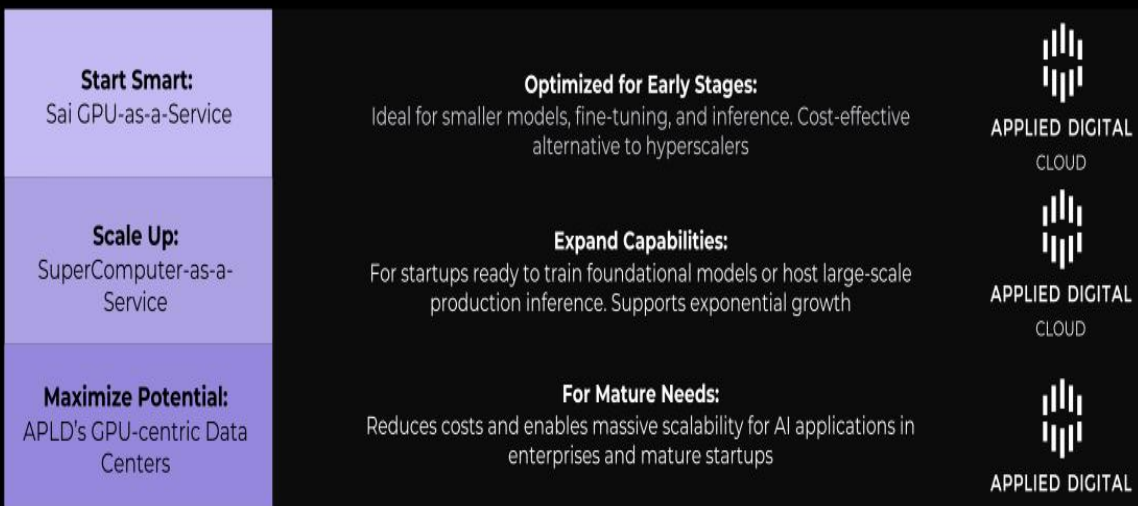 Start Smart:
Sai GPU-as-a-Service
Optimized for Early Stages:
Ideal for smaller models, fine-tuning, and inference. Cost-effective
alternative to hyperscalers
APPLIED DIGITAL
CLOUD
Scale Up:
SuperComputer-as-a-
Service
Expand Capabilities:
For startups ready to train foundational models or host large-scale
production inference. Supports exponential growth
APPLIED DIGITAL
CLOUD
Maximize Potential:
APLD's GPU-centric Data
Centers
For Mature Needs:
Reduces costs and enables massive scalability for AI applications in
enterprises and mature startups
APPLIED DIGITAL